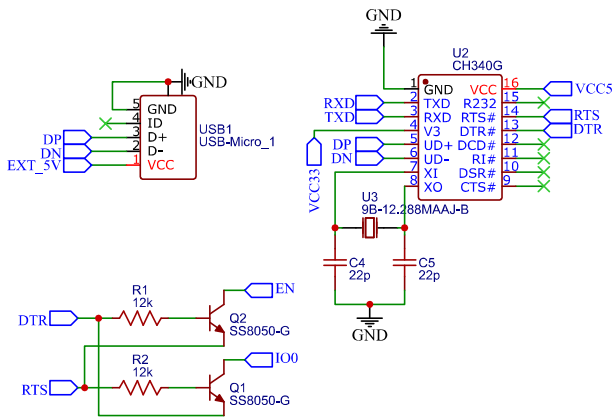 GND
U2
CH340G
1 GND VCC 16 VCC5
RXD 2 TXD R232 15
TXD 3 RXD RTS# 14 RTS
4 V3 DTR# 13 DTR
DP 5 UD+ DCD# 12
DN 6 UD- RI# 11
7 XI DSR# 10
8 XO CTS# 9
VCC33
U3
9B-12.288MAAJ-B
C4
22p
C5
22p
GND
GND
5 GND
4 ID
DP 3 D+
DN 2 D-
EXT_5V 1 VCC
USB1
USB-Micro_1
R1
12k
EN
DTR
Q2
SS8050-G
R2
12k
IO0
RTS
Q1
SS8050-G